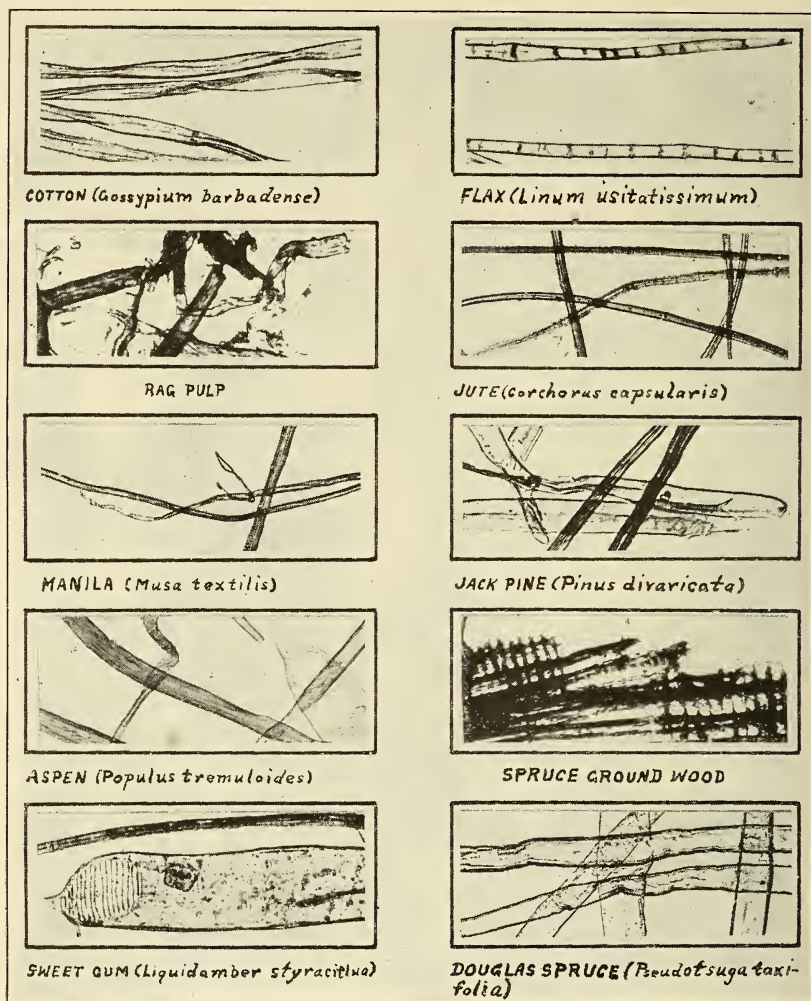 COTTON (Gossypium barbadense)
FLAX (Linum usitatissimum)
RAG PULP
JUTE (Corchorus capsularis)
MANILA (Musa textilis)
JACK PINE (Pinus divaricata)
ASPEN (Populus tremuloides)
SPRUCE GROUND WOOD
SWEET GUM (Liquidamber styraciflua)
DOUGLAS SPRUCE (Pseudotsuga taxi-
folia)